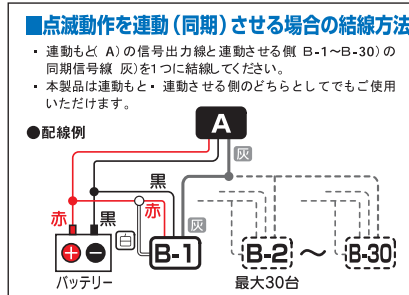 ■点滅動作を連動(同期)させる場合の結線方法
・ 連動もと( A)の信号出力線と連動させる側( B-1~B-30)の
同期信号線( 灰)を1つに結線してください。
・ 本製品は連動もと・ 連動させる側のどちらとしてでもご使用
いただけます。
●配線例
A
灰
黒
赤 黒 白 赤 灰
B-1 B-2 ～ B-30
バッテリー 最大30台